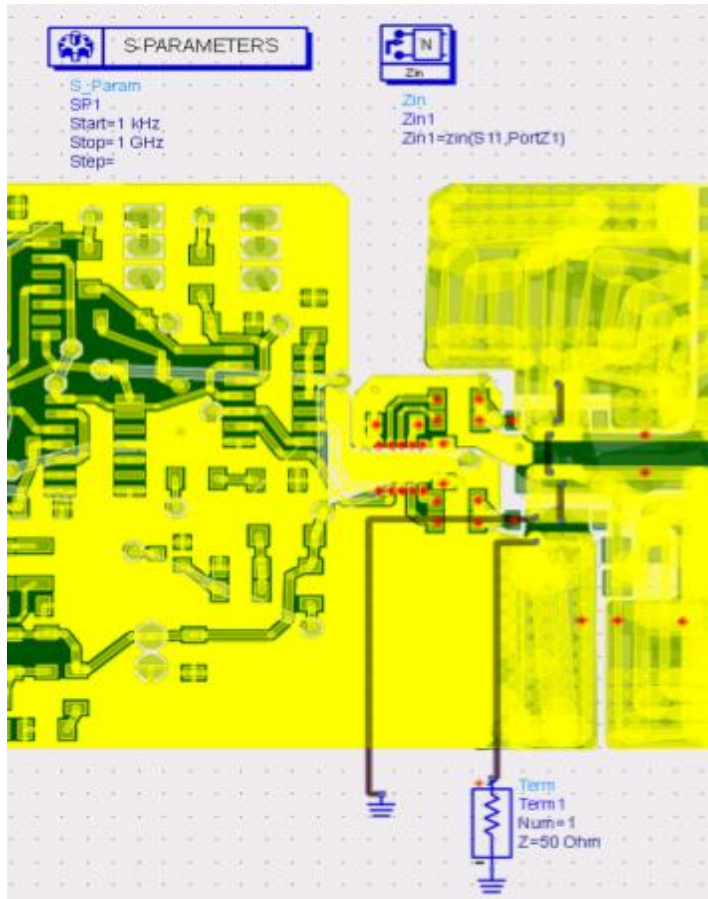 S-PARAMETERS
N
Zin
S_Param
SP1
Start=1 kHz
Stop=1 GHz
Step=
Zin
Zin1
Zin1=zin(S11,PortZ1)
Term
Term1
Num=1
Z=50 Ohm